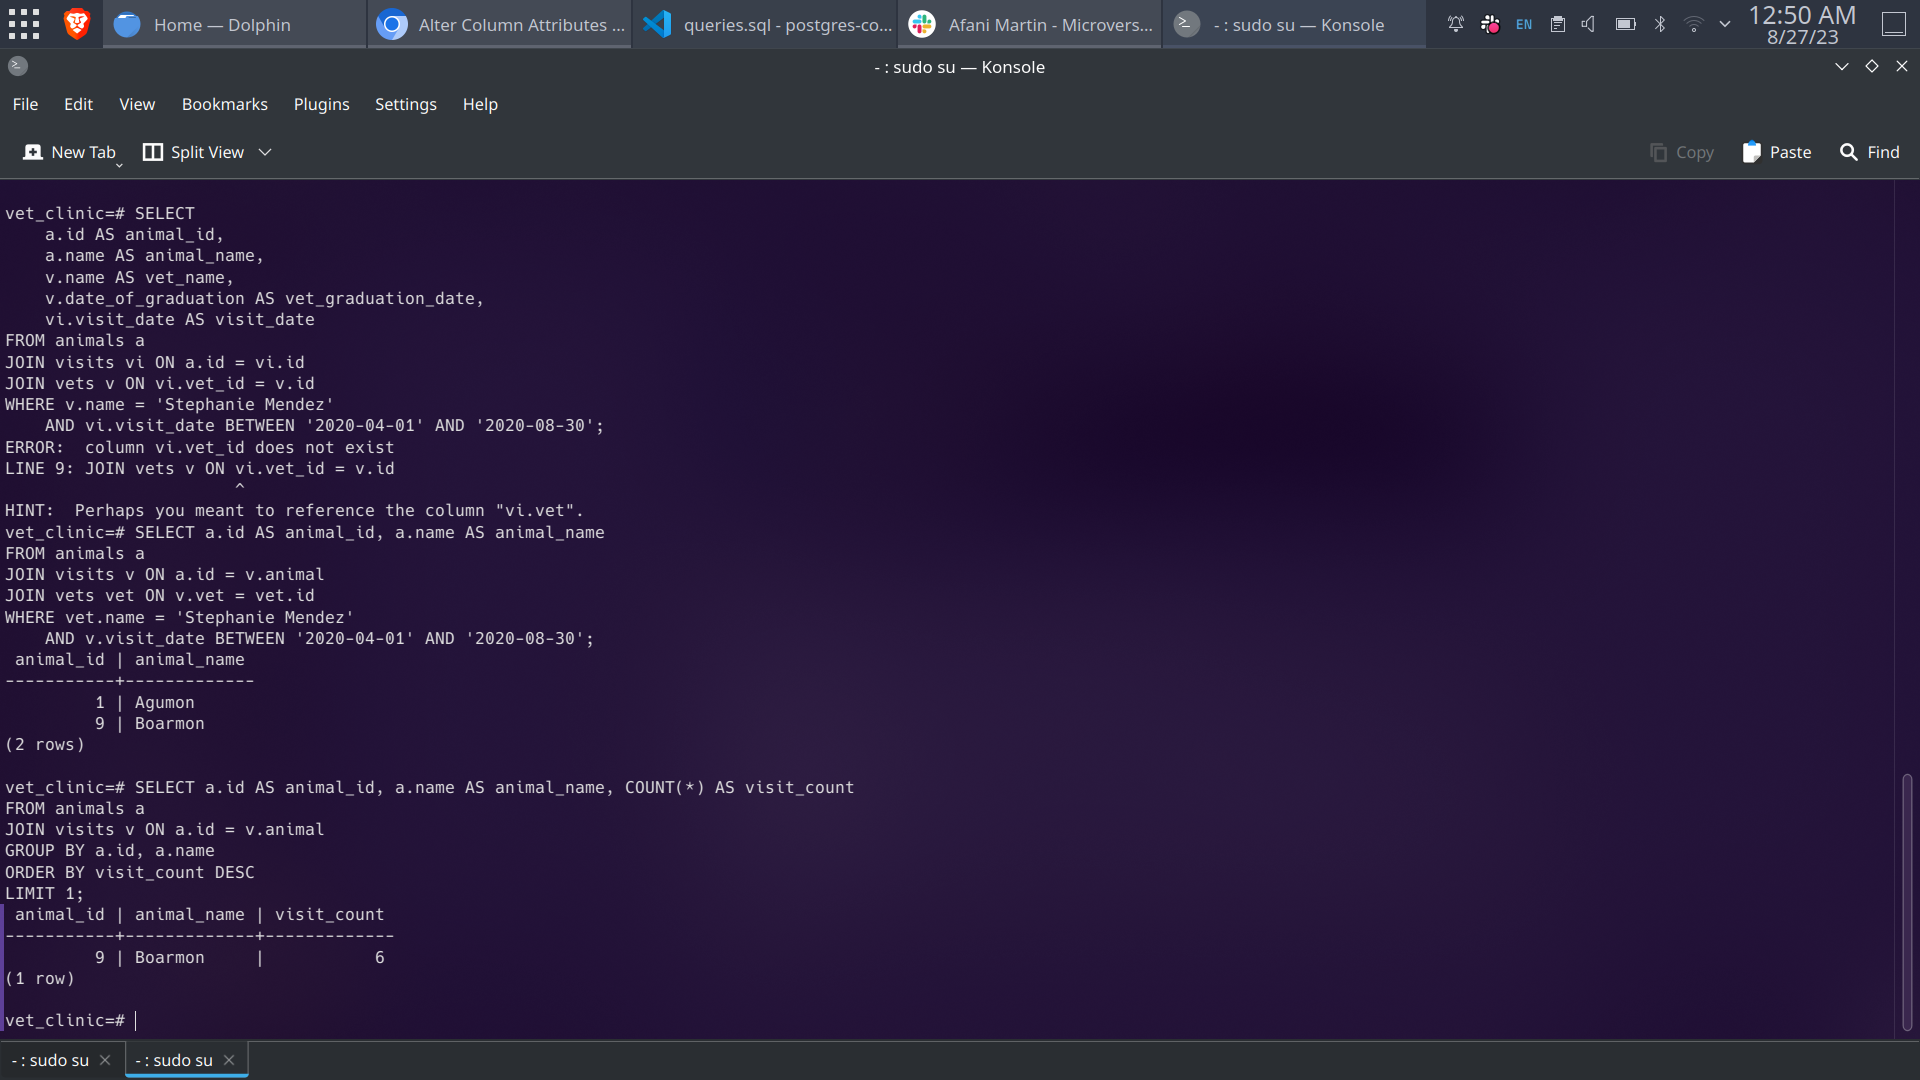 Home — Dolphin
Alter Column Attributes ...
queries.sql - postgres-co...
Afani Martin - Microvers...
- : sudo su — Konsole
EN
12:50 AM
8/27/23
- : sudo su — Konsole
File Edit View Bookmarks Plugins Settings Help
New Tab Split View Copy Paste Find
vet_clinic=# SELECT
    a.id AS animal_id,
    a.name AS animal_name,
    v.name AS vet_name,
    v.date_of_graduation AS vet_graduation_date,
    vi.visit_date AS visit_date
FROM animals a
JOIN visits vi ON a.id = vi.id
JOIN vets v ON vi.vet_id = v.id
WHERE v.name = 'Stephanie Mendez'
    AND vi.visit_date BETWEEN '2020-04-01' AND '2020-08-30';
ERROR:  column vi.vet_id does not exist
LINE 9: JOIN vets v ON vi.vet_id = v.id
                       ^
HINT:  Perhaps you meant to reference the column "vi.vet".
vet_clinic=# SELECT a.id AS animal_id, a.name AS animal_name
FROM animals a
JOIN visits v ON a.id = v.animal
JOIN vets vet ON v.vet = vet.id
WHERE vet.name = 'Stephanie Mendez'
    AND v.visit_date BETWEEN '2020-04-01' AND '2020-08-30';
 animal_id | animal_name
-----------+-------------
         1 | Agumon
         9 | Boarmon
(2 rows)
vet_clinic=# SELECT a.id AS animal_id, a.name AS animal_name, COUNT(*) AS visit_count
FROM animals a
JOIN visits v ON a.id = v.animal
GROUP BY a.id, a.name
ORDER BY visit_count DESC
LIMIT 1;
 animal_id | animal_name | visit_count
-----------+-------------+-------------
         9 | Boarmon     |           6
(1 row)
vet_clinic=#
- : sudo su - : sudo su